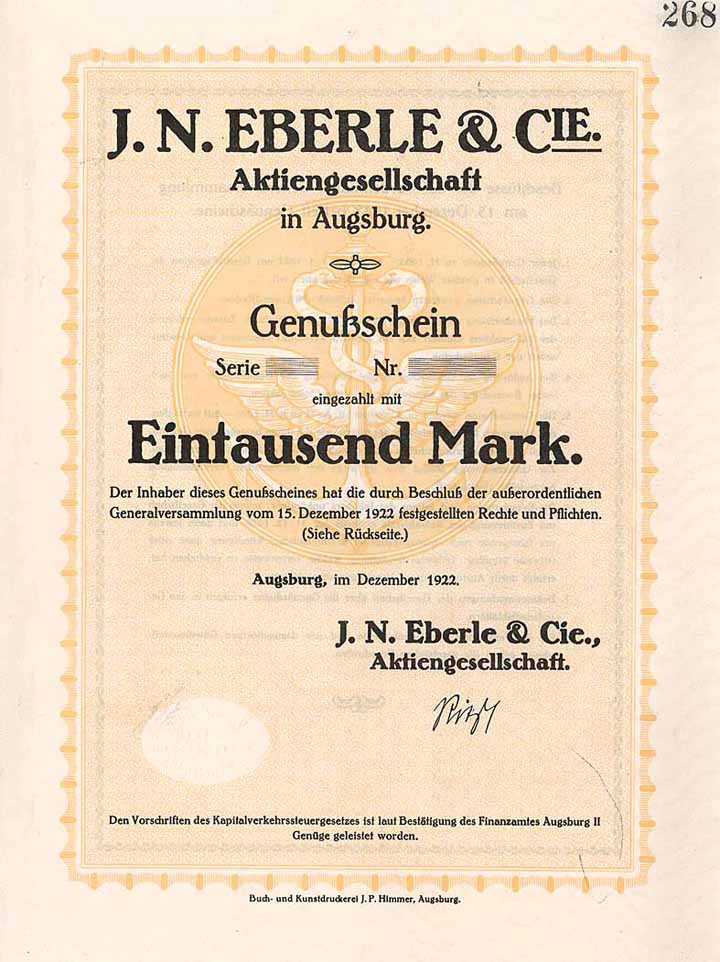 268
J. N. EBERLE & CIE.
Aktiengesellschaft
in Augsburg.
Genußschein
Serie Nr.
eingezahlt mit
Eintausend Mark.
Der Inhaber dieses Genußscheines hat die durch Beschluß der außerordentlichen
Generalversammlung vom 15. Dezember 1922 festgestellten Rechte und Pflichten.
(Siehe Rückseite.)
Augsburg, im Dezember 1922.
J. N. Eberle & Cie.,
Aktiengesellschaft.
Den Vorschriften des Kapitalverkehrssteuergesetzes ist laut Bestätigung des Finanzamtes Augsburg II
Genüge geleistet worden.
Buch- und Kunstdruckerei J. P. Himmer, Augsburg.